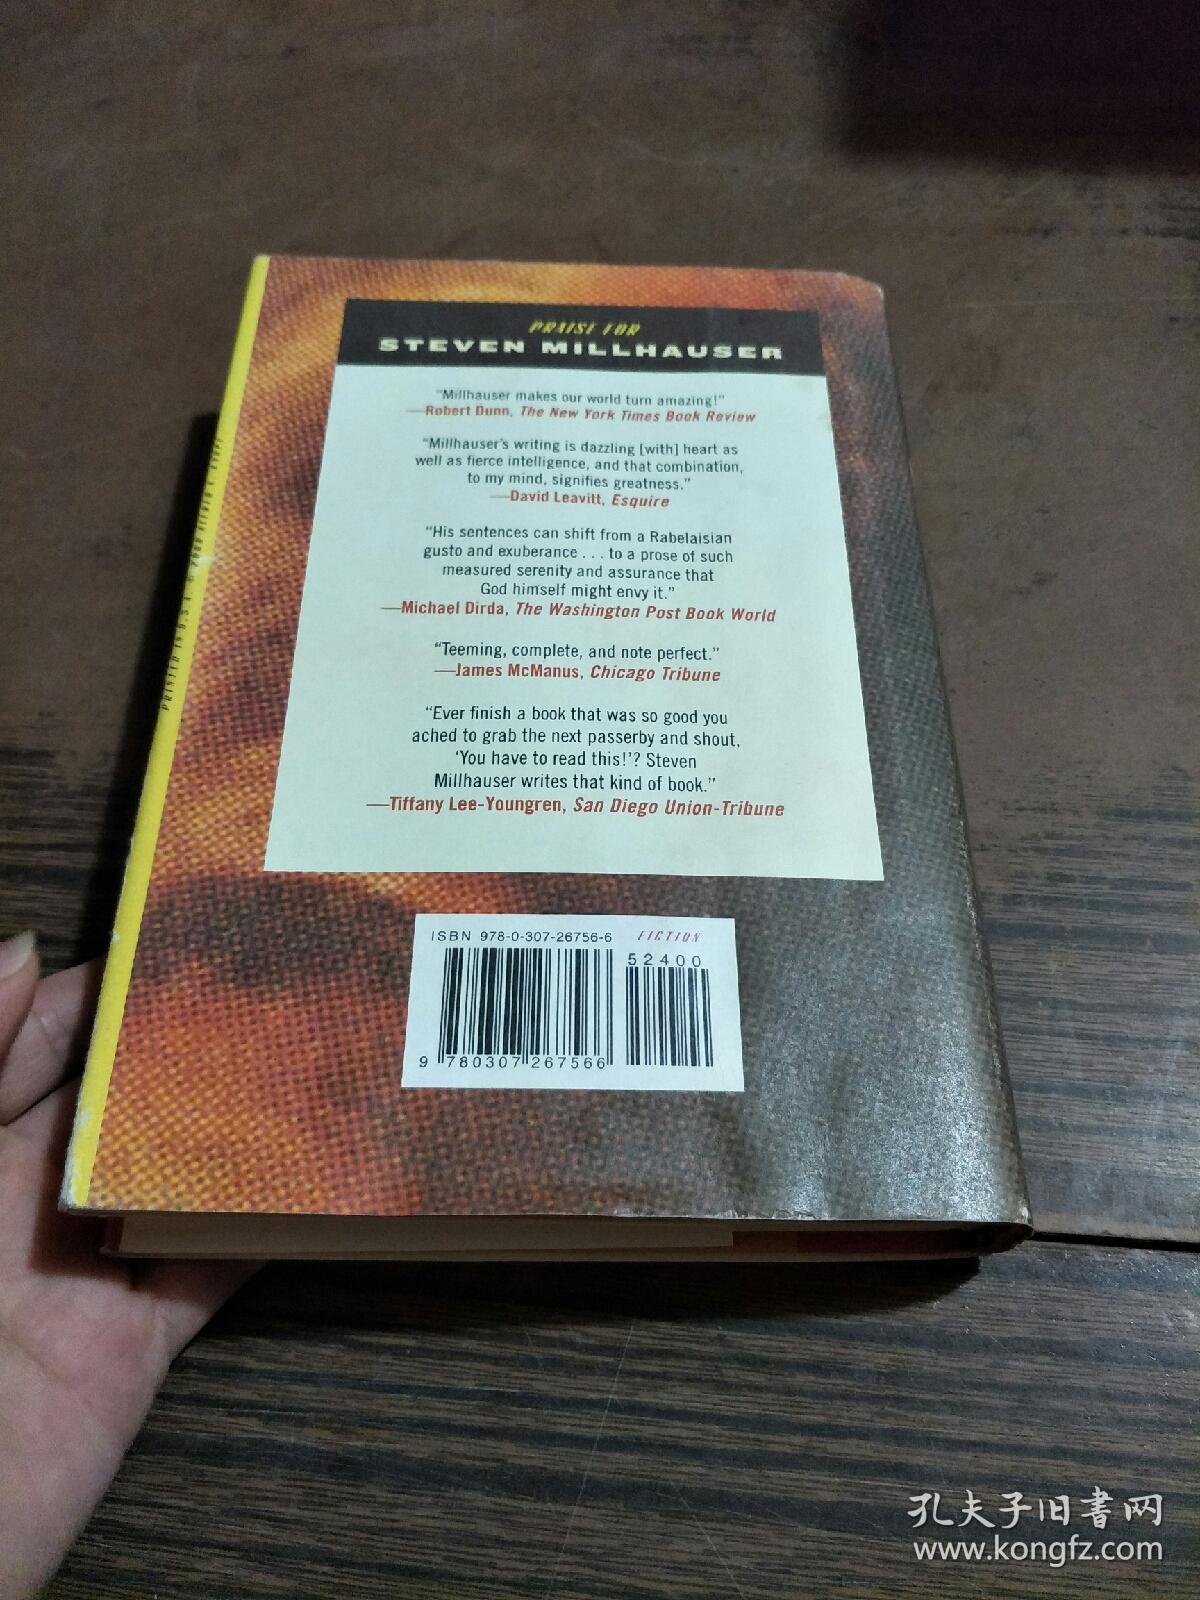 PRAISE FOR
STEVEN MILLHAUSER
"Millhauser makes our world turn amazing!"
—Robert Dunn, The New York Times Book Review
"Millhauser's writing is dazzling [with] heart as
well as fierce intelligence, and that combination,
to my mind, signifies greatness."
—David Leavitt, Esquire
"His sentences can shift from a Rabelaisian
gusto and exuberance . . . to a prose of such
measured serenity and assurance that
God himself might envy it."
—Michael Dirda, The Washington Post Book World
"Teeming, complete, and note perfect."
—James McManus, Chicago Tribune
"Ever finish a book that was so good you
ached to grab the next passerby and shout,
'You have to read this!'? Steven
Millhauser writes that kind of book."
—Tiffany Lee-Youngren, San Diego Union-Tribune
ISBN 978-0-307-26756-6 FICTION
52400
9 780307 267566
PRINTED IN U.S.A. ©
孔夫子旧书网
www.kongfz.com